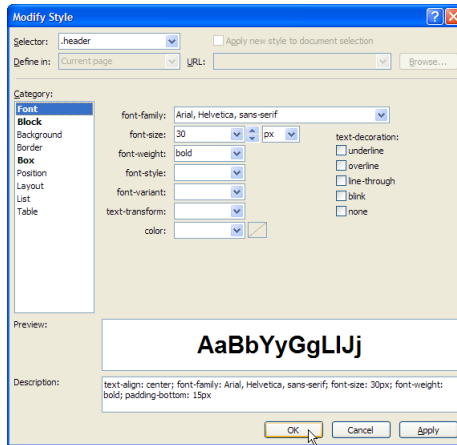 Modify Style
Selector: .header Apply new style to document selection
Define in: Current page URL: Browse...
Category:
Font
Block
Background
Border
Box
Position
Layout
List
Table
font-family: Arial, Helvetica, sans-serif
font-size: 30 px
font-weight: bold
font-style:
font-variant:
text-transform:
color:
text-decoration:
underline
overline
line-through
blink
none
Preview:
AaBbYyGgLlJj
Description:
text-align: center; font-family: Arial, Helvetica, sans-serif; font-size: 30px; font-weight:
bold; padding-bottom: 15px
OK Cancel Apply